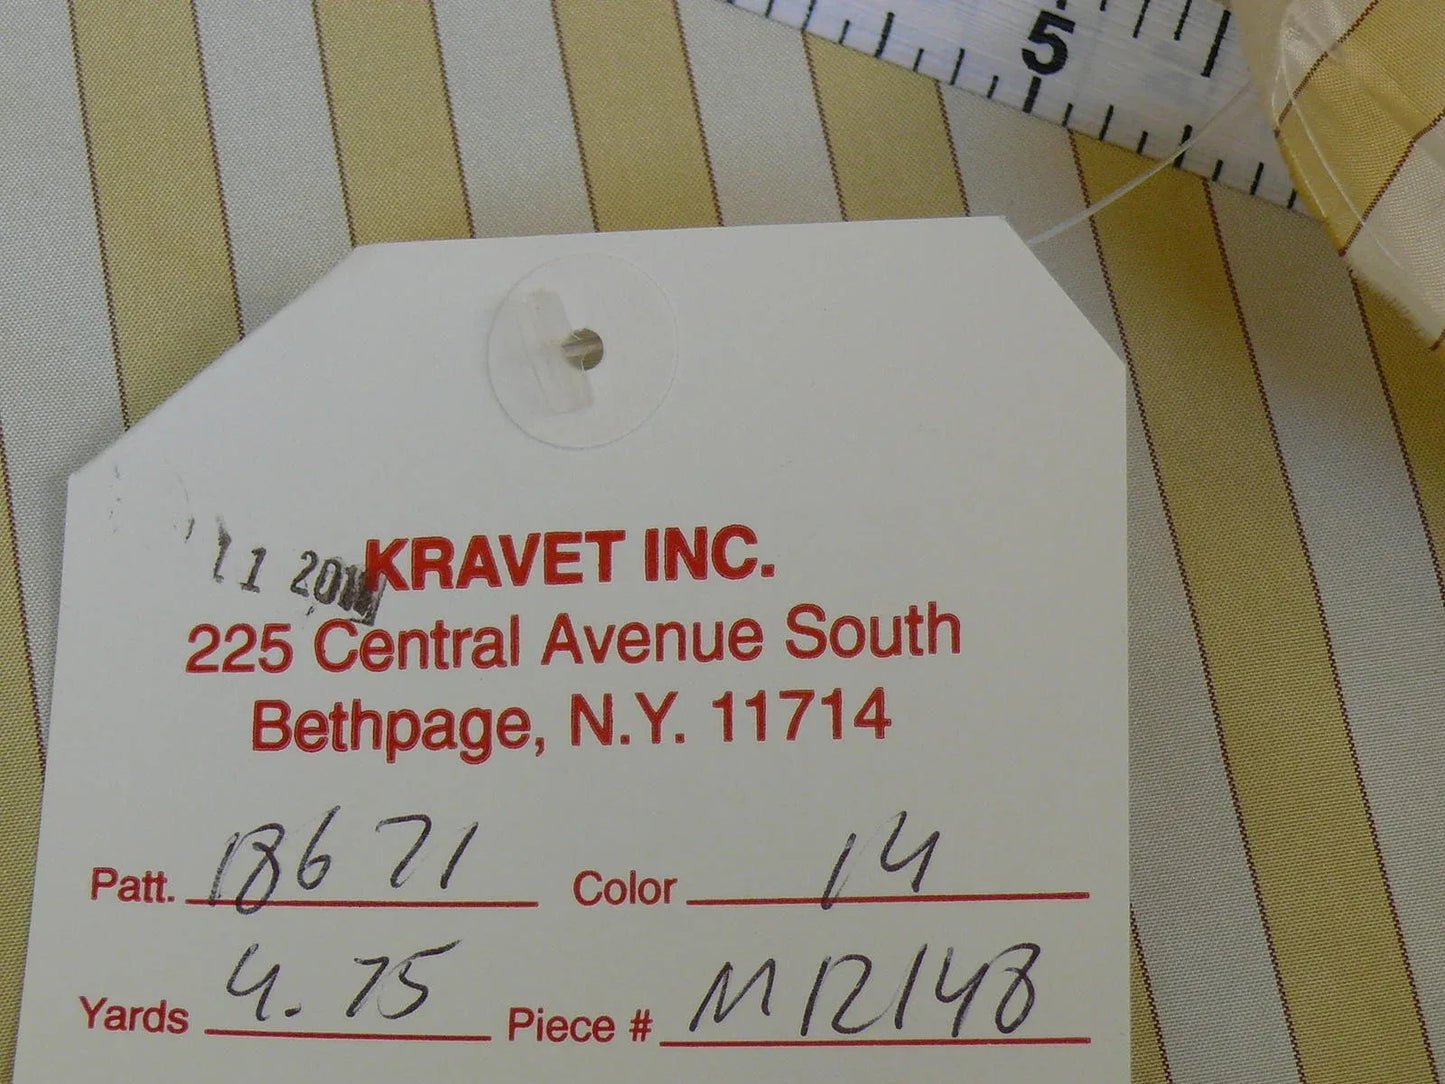 5
11 201
KRAVET INC.
225 Central Avenue South
Bethpage, N.Y. 11714
Patt. 18671 Color 14
Yards 4.75 Piece # MR148